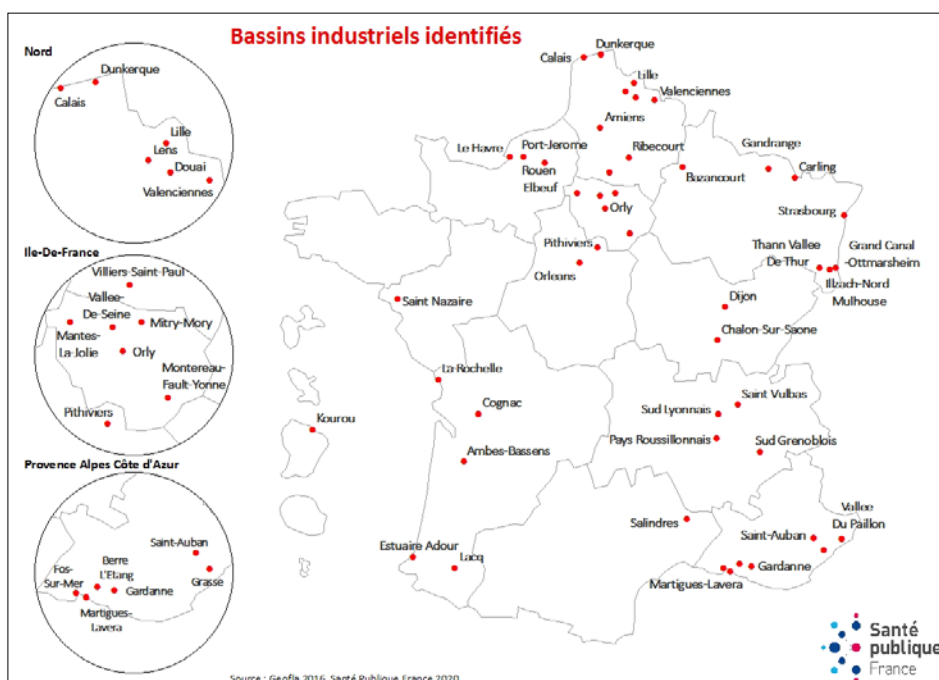 Bassins industriels identifiés
Nord
Dunkerque
Calais
Lille
Lens
Douai
Valenciennes
Ile-De-France
Villiers-Saint-Paul
Vallee-
De-Seine
Mitry-Mory
Mantes-
La-Jolie
Orly
Montereau-
Fault-Yonne
Pithiviers
Provence Alpes Côte d'Azur
Saint-Auban
Fos-
Sur-Mer
Berre
L'Etang
Gardanne
Grasse
Martigues-
Lavera
Dunkerque
Calais
Lille
Valenciennes
Amiens
Le Havre
Port-Jerome
Ribecourt
Rouen
Elbeuf
Gandrange
Bazancourt
Carling
Orly
Strasbourg
Pithiviers
Orleans
Thann Vallee
De-Thur
Grand Canal
-Ottmarsheim
Illzach-Nord
Mulhouse
Saint Nazaire
Dijon
Chalon-Sur-Saone
La-Rochelle
Cognac
Saint Vulbas
Sud Lyonnais
Kourou
Pays Roussillonnais
Sud Grenoblois
Ambes-Bassens
Salindres
Vallee
Du Paillon
Saint-Auban
Estuaire Adour
Lacq
Gardanne
Martigues-Lavera
Santé
publique
France
Source : Geofla 2016, Santé Publique France 2020